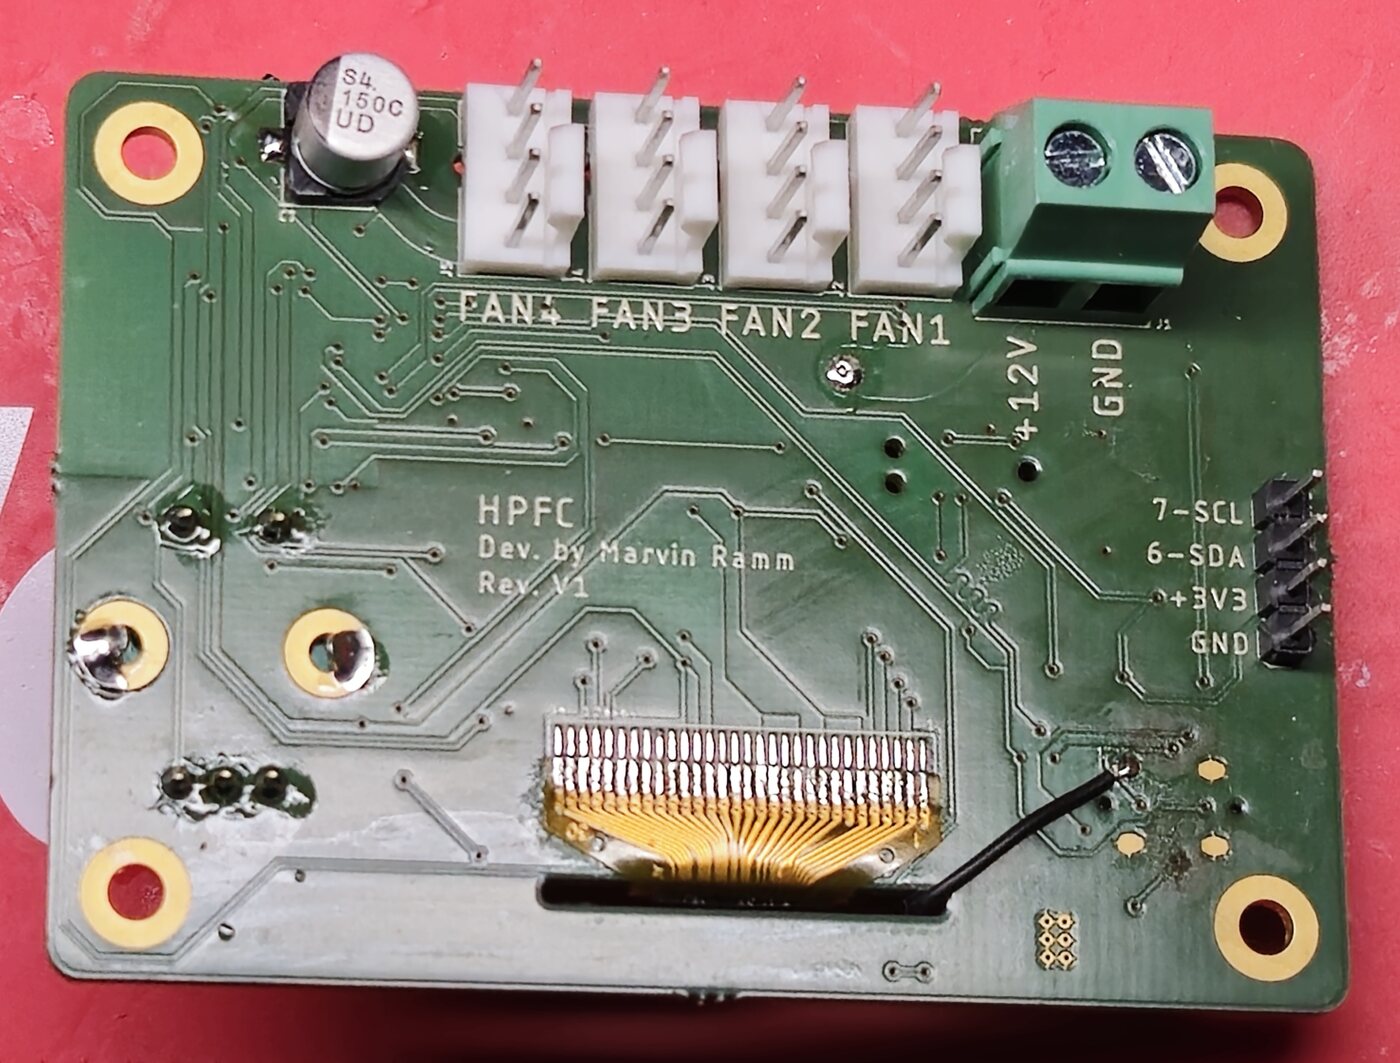 S4.
150C
UD
FAN4 FAN3 FAN2 FAN1
J1
+12V
GND
HPFC
Dev. by Marvin Ramm
Rev. V1
7-SCL
6-SDA
+3V3
GND